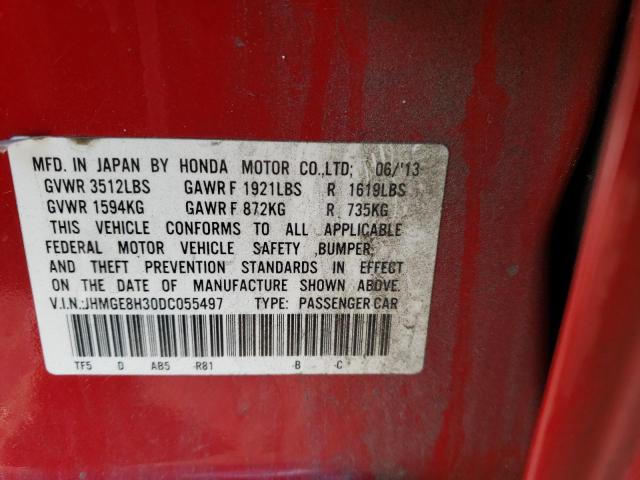 MFD. IN JAPAN BY HONDA MOTOR CO.,LTD; 06/'13
GVWR 3512LBS GAWR F 1921LBS R 1619LBS
GVWR 1594KG GAWR F 872KG R 735KG
THIS VEHICLE CONFORMS TO ALL APPLICABLE
FEDERAL MOTOR VEHICLE SAFETY ,BUMPER,
AND THEFT PREVENTION STANDARDS IN EFFECT
ON THE DATE OF MANUFACTURE SHOWN ABOVE.
V.I.N.:JHMGE8H30DC055497 TYPE: PASSENGER CAR
TF5 D AB5 -R81 -B -C